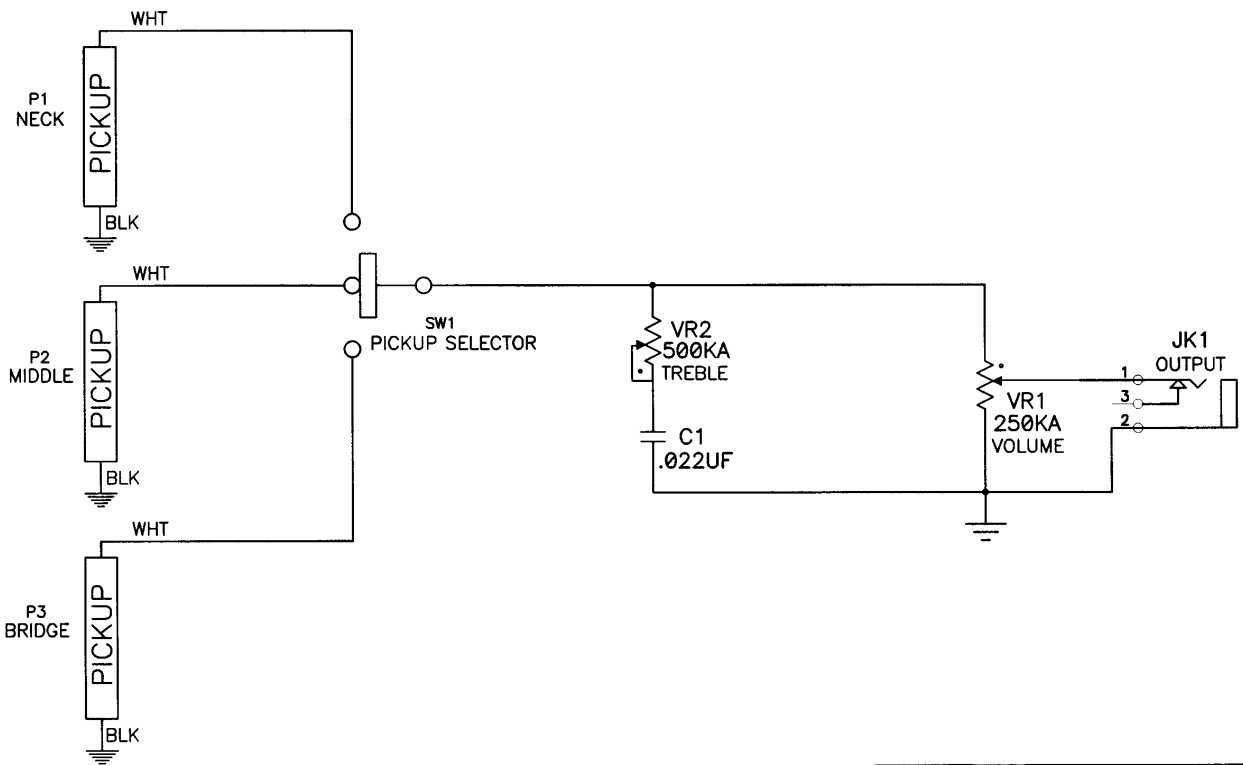 WHT
P1
NECK
PICKUP
BLK
WHT
P2
MIDDLE
PICKUP
BLK
SW1
PICKUP SELECTOR
VR2
500KA
TREBLE
C1
.022UF
VR1
250KA
VOLUME
JK1
OUTPUT
1
3
2
WHT
P3
BRIDGE
PICKUP
BLK